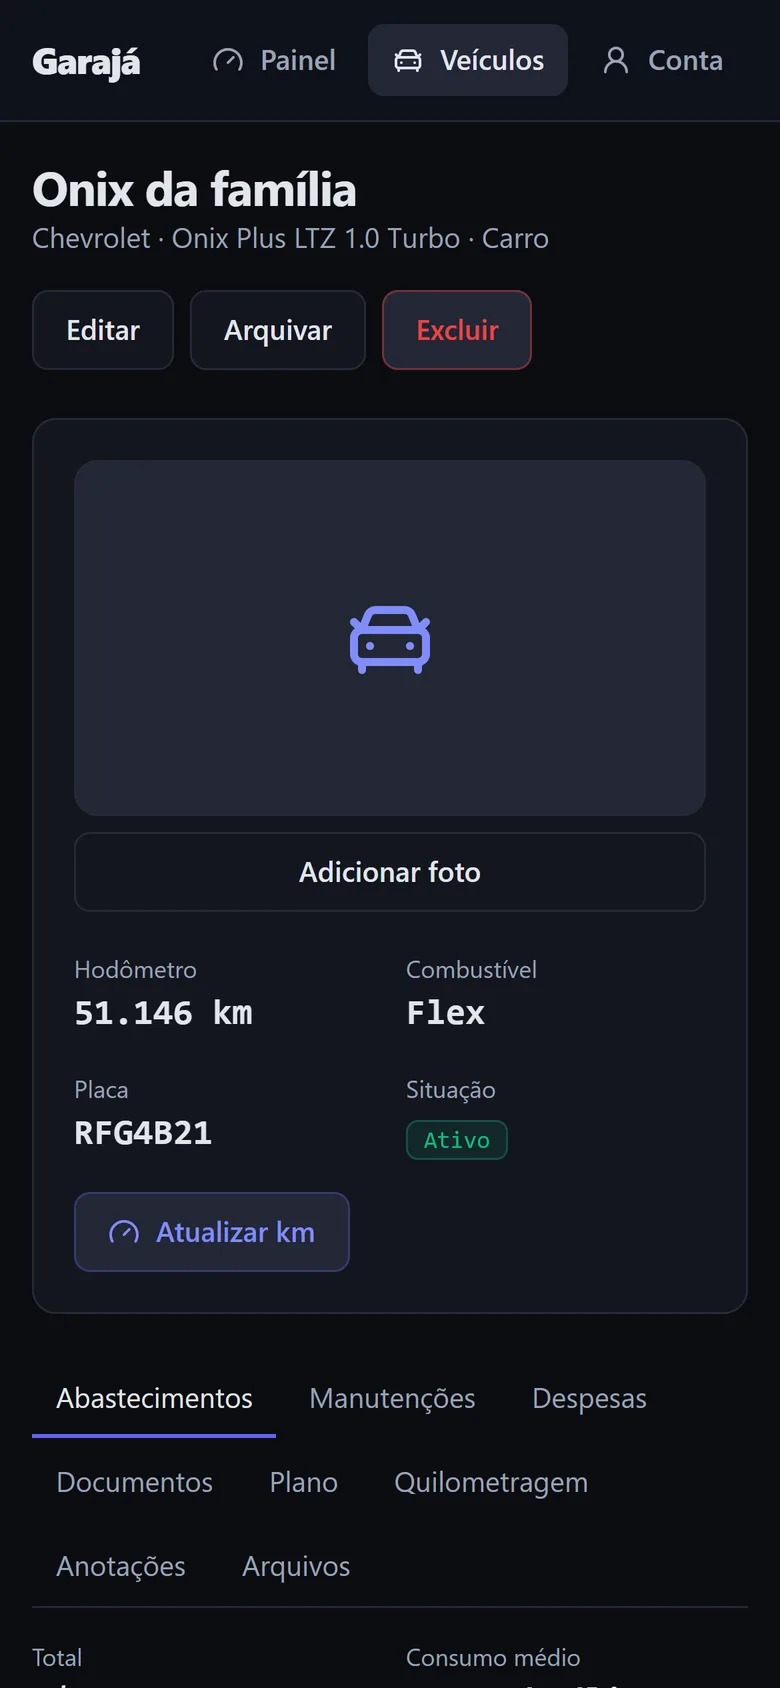 Garajá
Painel
Veículos
Conta
Onix da família
Chevrolet · Onix Plus LTZ 1.0 Turbo · Carro
Editar
Arquivar
Excluir
Adicionar foto
Hodômetro
Combustível
51.146 km
Flex
Placa
Situação
RFG4B21
Ativo
Atualizar km
Abastecimentos
Manutenções
Despesas
Documentos
Plano
Quilometragem
Anotações
Arquivos
Total
Consumo médio